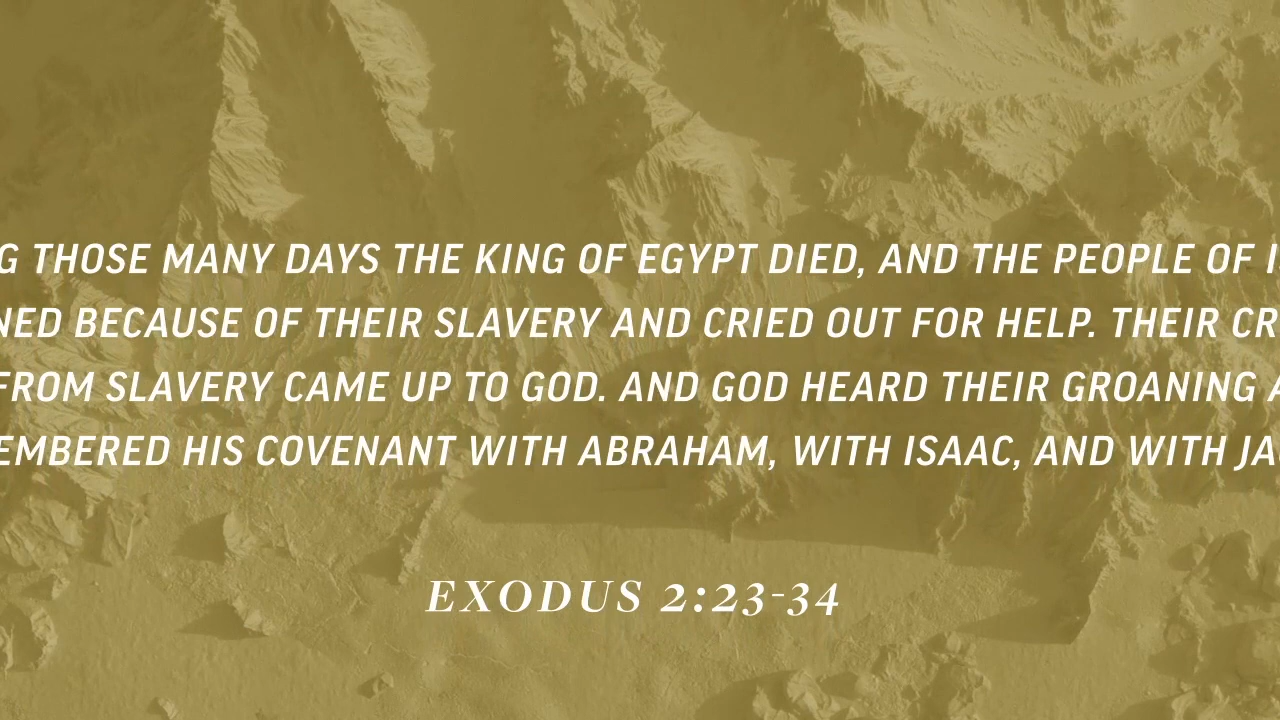 G THOSE MANY DAYS THE KING OF EGYPT DIED, AND THE PEOPLE OF I
NED BECAUSE OF THEIR SLAVERY AND CRIED OUT FOR HELP. THEIR CR
FROM SLAVERY CAME UP TO GOD. AND GOD HEARD THEIR GROANING A
EMBERED HIS COVENANT WITH ABRAHAM, WITH ISAAC, AND WITH JA
EXODUS 2:23-34